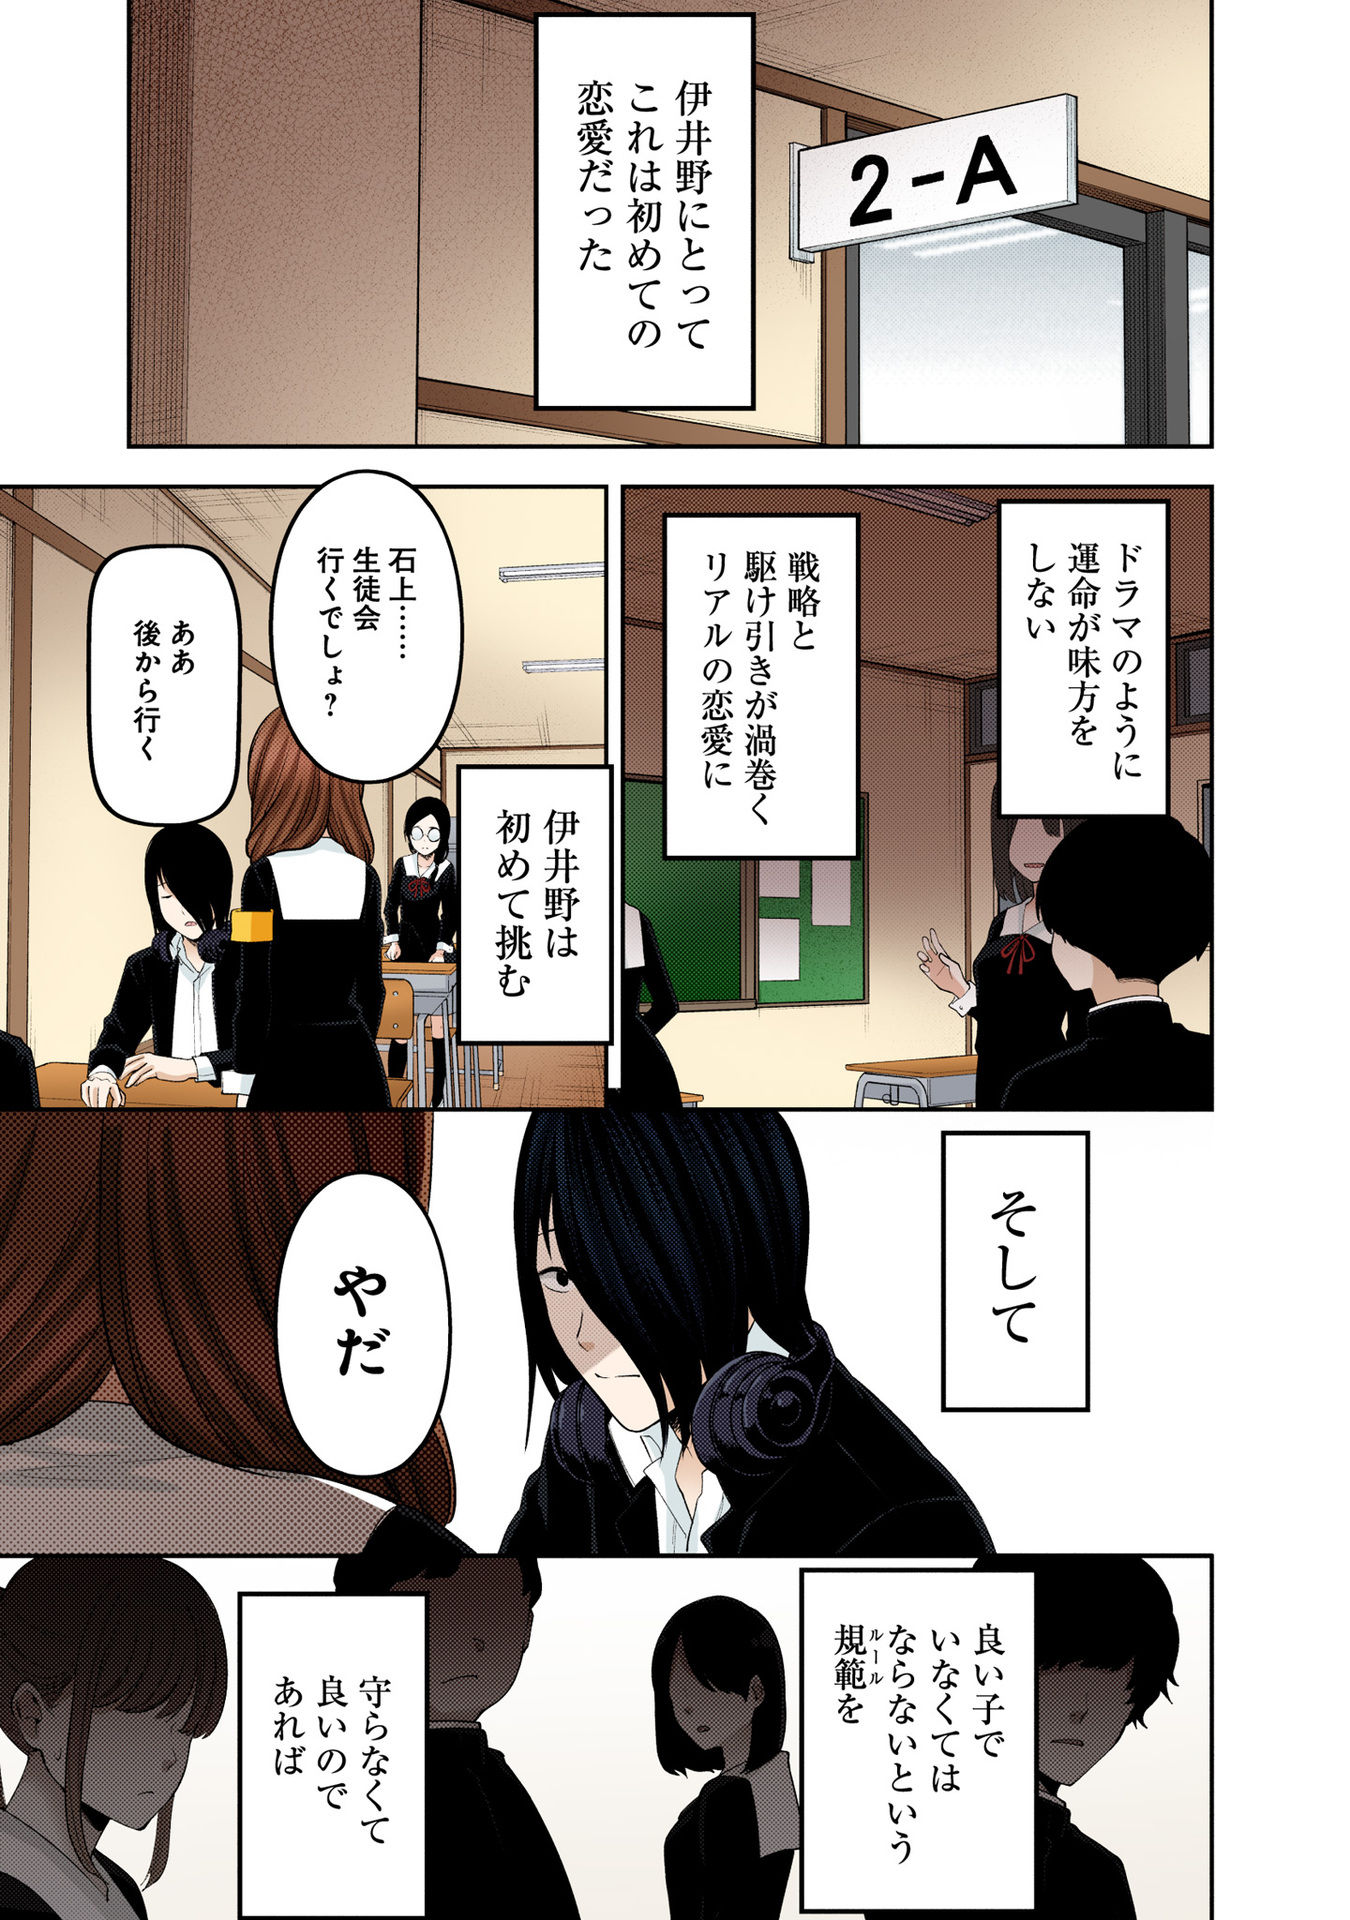 2-A
伊井野にとって
これは初めての
恋愛だった
ドラマのように
運命が味方を
しない
戦略と
駆け引きが渦巻く
リアルの恋愛に
石上……
生徒会
行くでしょ?
ああ
後から行く
伊井野は
初めて挑む
そして
やだ
良い子で
いなくては
ならないという
規範を
ルール
守らなくて
良いので
あれば